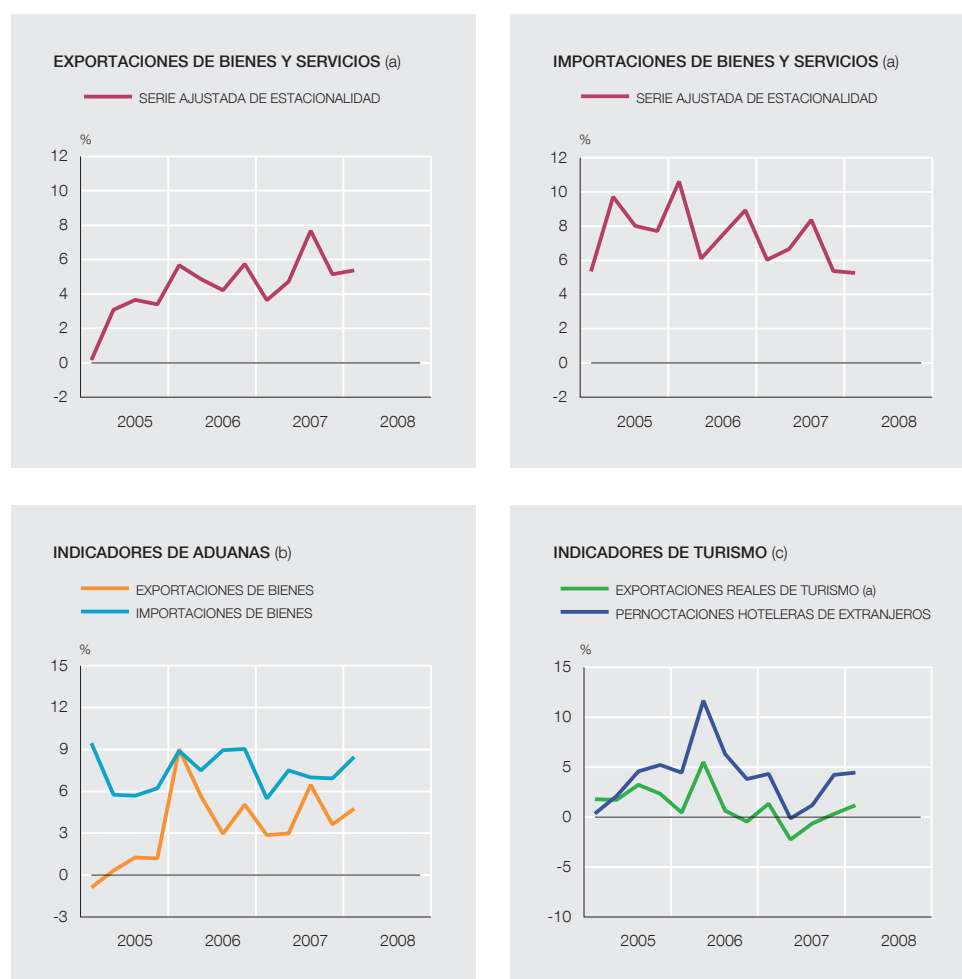 EXPORTACIONES DE BIENES Y SERVICIOS (a)
SERIE AJUSTADA DE ESTACIONALIDAD
%
12
10
8
6
4
2
0
-2
2005 2006 2007 2008
IMPORTACIONES DE BIENES Y SERVICIOS (a)
SERIE AJUSTADA DE ESTACIONALIDAD
%
12
10
8
6
4
2
0
-2
2005 2006 2007 2008
INDICADORES DE ADUANAS (b)
EXPORTACIONES DE BIENES
IMPORTACIONES DE BIENES
%
15
12
9
6
3
0
-3
2005 2006 2007 2008
INDICADORES DE TURISMO (c)
EXPORTACIONES REALES DE TURISMO (a)
PERNOCTACIONES HOTELERAS DE EXTRANJEROS
%
15
10
5
0
-5
-10
2005 2006 2007 2008